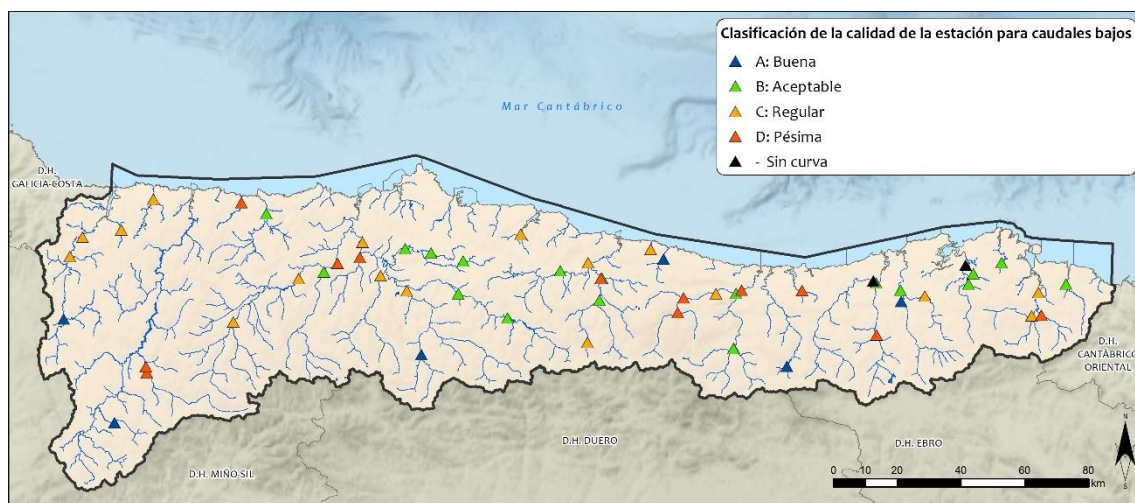 Clasificación de la calidad de la estación para caudales bajos
A: Buena
B: Aceptable
C: Regular
D: Pésima
- Sin curva
Mar Cantábrico
D.H.
GALICIA-COSTA
D.H.
CANTÁBRICO
ORIENTAL
D.H. DUERO
D.H. EBRO
D.H. MIÑO-SIL
N
S
0 10 20 40 60 80
km